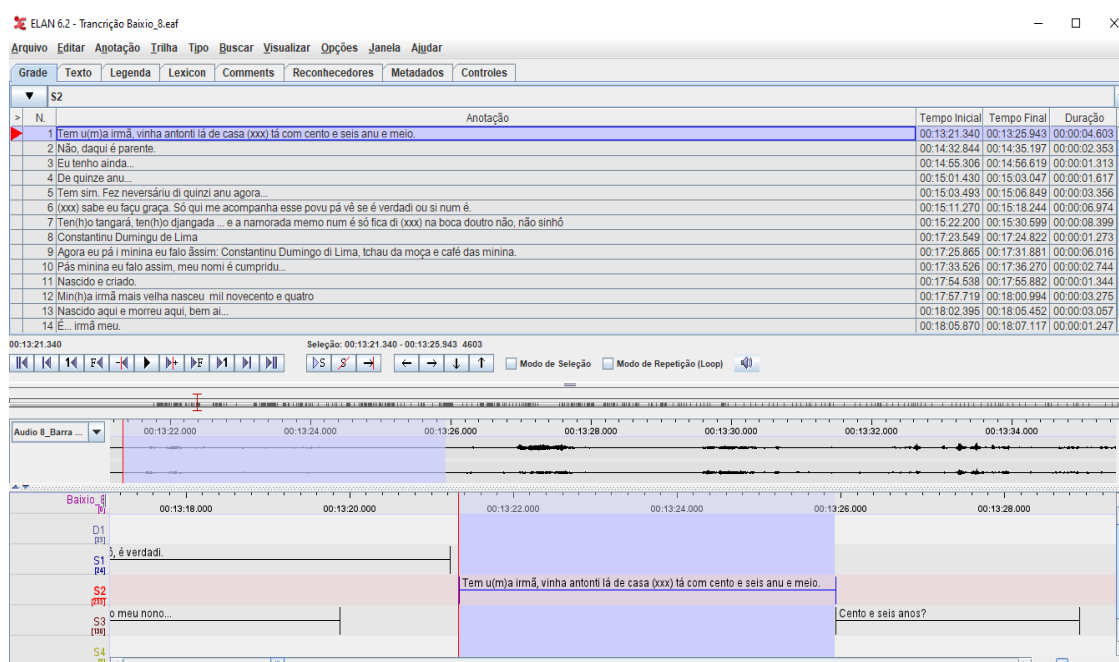 ELAN 6.2 - Trancrição Baixio_8.eaf
Arquivo Editar Anotação Trilha Tipo Buscar Visualizar Opções Janela Ajudar
Grade Texto Legenda Lexicon Comments Reconhecedores Metadados Controles
S2
> N. Anotação Tempo Inicial Tempo Final Duração
1 Tem u(m)a irmã, vinha antonti lá de casa (xxx) tá com cento e seis anu e meio. 00:13:21.340 00:13:25.943 00:00:04.603
2 Não, daqui é parente. 00:14:32.844 00:14:35.197 00:00:02.353
3 Eu tenho ainda... 00:14:55.306 00:14:56.619 00:00:01.313
4 De quinze anu... 00:15:01.430 00:15:03.047 00:00:01.617
5 Tem sim. Fez neversáriu di quinzi anu agora... 00:15:03.493 00:15:06.849 00:00:03.356
6 (xxx) sabe eu façu graça. Só qui me acompanha esse povu pá vê se é verdadi ou si num é. 00:15:11.270 00:15:18.244 00:00:06.974
7 Ten(h)o tangará, ten(h)o djangada ... e a namorada memo num é só fica di (xxx) na boca doutro não, não sinhô 00:15:22.200 00:15:30.599 00:00:08.399
8 Constantinu Dumingu de Lima 00:17:23.549 00:17:24.822 00:00:01.273
9 Agora eu pá i minina eu falo ãssim: Constantinu Dumingo di Lima, tchau da moça e café das minina. 00:17:25.865 00:17:31.881 00:00:06.016
10 Pás minina eu falo assim, meu nomi é cumpridu... 00:17:33.526 00:17:36.270 00:00:02.744
11 Nascido e criado. 00:17:54.538 00:17:55.882 00:00:01.344
12 Min(h)a irmã mais velha nasceu mil novecento e quatro 00:17:57.719 00:18:00.994 00:00:03.275
13 Nascido aqui e morreu aqui, bem ai... 00:18:02.395 00:18:05.452 00:00:03.057
14 É... irmã meu. 00:18:05.870 00:18:07.117 00:00:01.247
00:13:21.340 Seleção: 00:13:21.340 - 00:13:25.943 4603
Modo de Seleção Modo de Repetição (Loop)
Audio 8_Barra ... 00:13:22.000 00:13:24.000 00:13:26.000 00:13:28.000 00:13:30.000 00:13:32.000 00:13:34.000
Baixio_8 00:13:18.000 00:13:20.000 00:13:22.000 00:13:24.000 00:13:26.000 00:13:28.000
[0]
D1
[23]
S1 é verdadi.
[24]
S2 Tem u(m)a irmã, vinha antonti lá de casa (xxx) tá com cento e seis anu e meio.
[233]
S3 o meu nono... Cento e seis anos?
[130]
S4